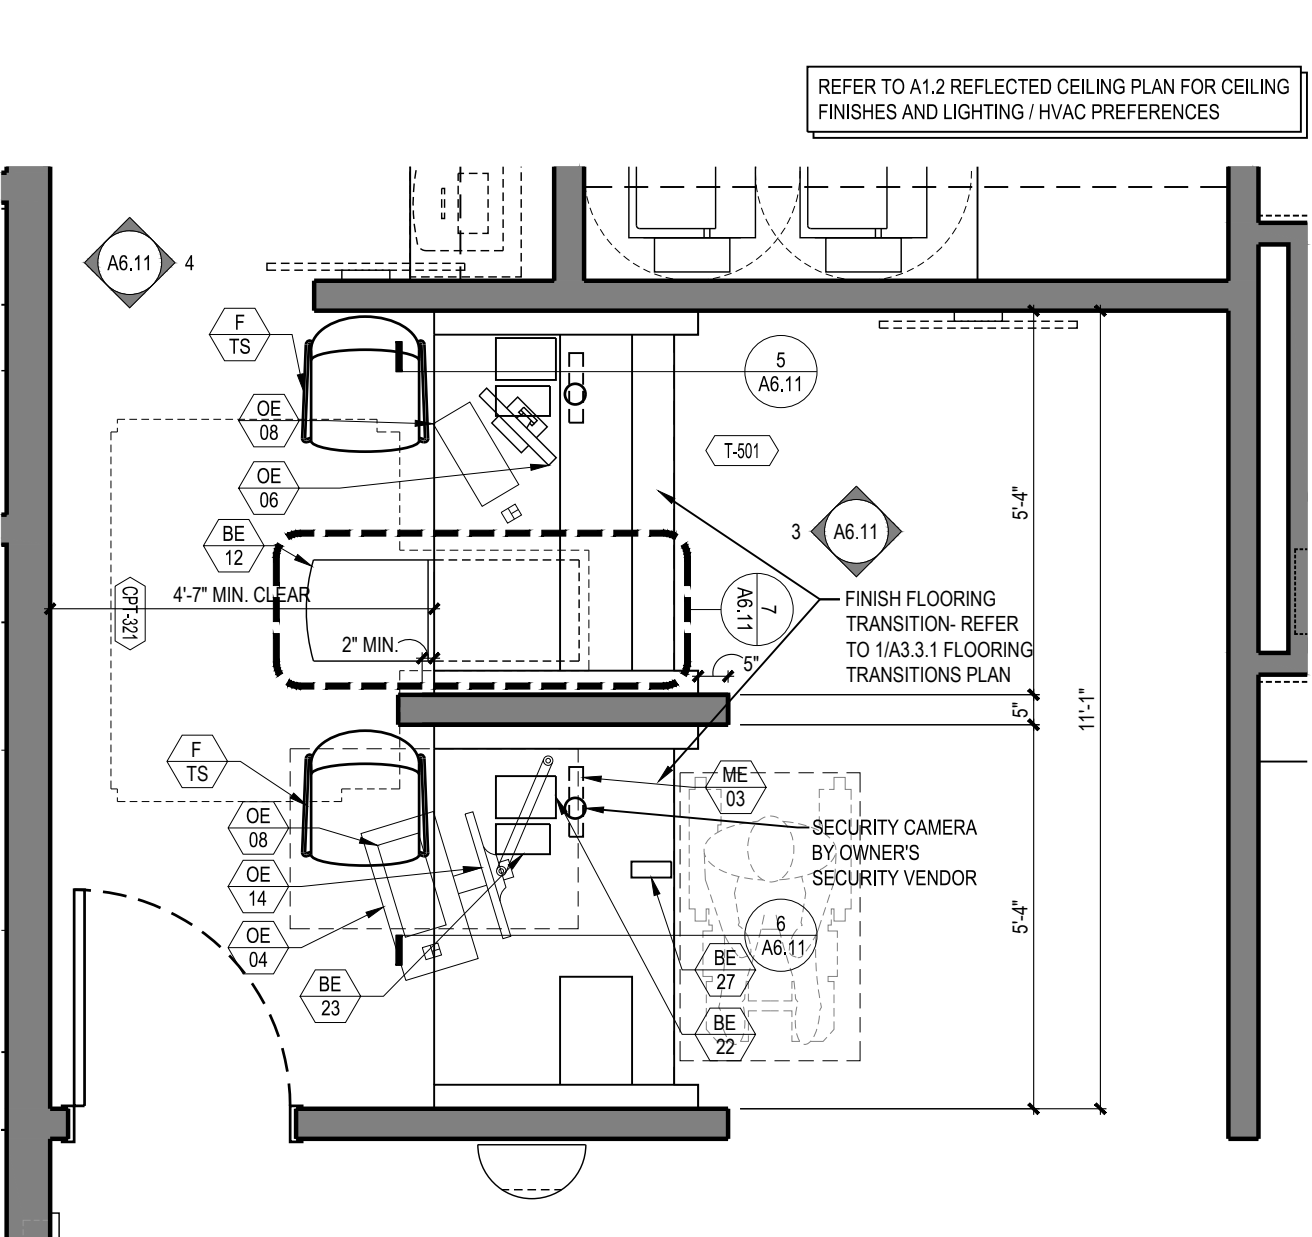 REFER TO A1.2 REFLECTED CEILING PLAN FOR CEILING
FINISHES AND LIGHTING / HVAC PREFERENCES
A6.11
4
F
TS
5
A6.11
OE
08
T-501
OE
06
5'-4"
3
A6.11
BE
12
CPT-321
4'-7" MIN. CLEAR
7
A6.11
FINISH FLOORING
TRANSITION- REFER
TO 1/A3.3.1 FLOORING
TRANSITIONS PLAN
2" MIN.
5"
5"
11'-1"
F
TS
ME
03
OE
08
SECURITY CAMERA
BY OWNER'S
SECURITY VENDOR
OE
14
5'-4"
OE
04
6
A6.11
BE
23
BE
27
BE
22